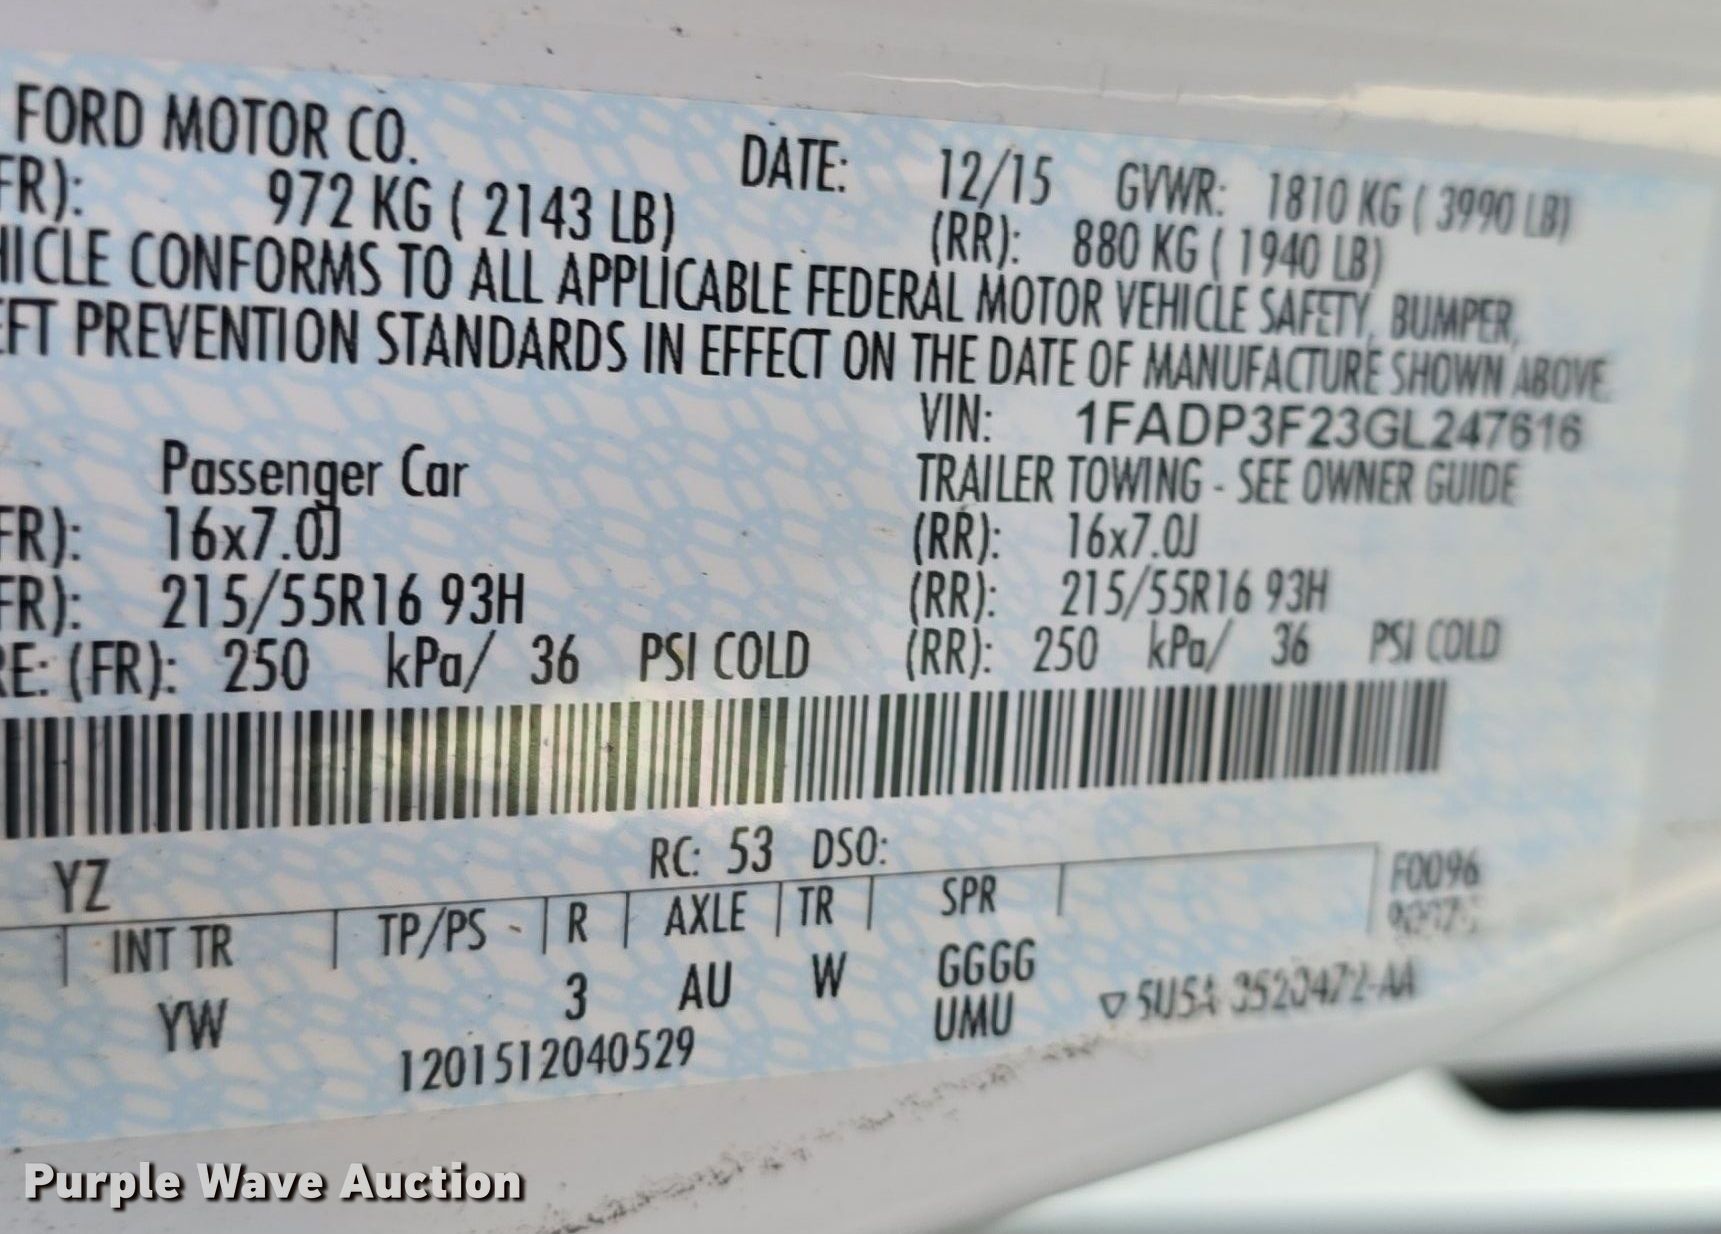 FORD MOTOR CO.
DATE: 12/15 GVWR: 1810 KG ( 3990 LB)
FR): 972 KG ( 2143 LB) (RR): 880 KG ( 1940 LB)
HICLE CONFORMS TO ALL APPLICABLE FEDERAL MOTOR VEHICLE SAFETY, BUMPER,
EFT PREVENTION STANDARDS IN EFFECT ON THE DATE OF MANUFACTURE SHOWN ABOVE.
VIN: 1FADP3F23GL247616
Passenger Car TRAILER TOWING - SEE OWNER GUIDE
FR): 16x7.0J (RR): 16x7.0J
FR): 215/55R16 93H (RR): 215/55R16 93H
RE: (FR): 250 kPa/ 36 PSI COLD (RR): 250 kPa/ 36 PSI COLD
YZ RC: 53 DSO:
INT TR TP/PS R AXLE TR SPR F0096
YW 3 AU W GGGG
UMU
1201512040529
Purple Wave Auction